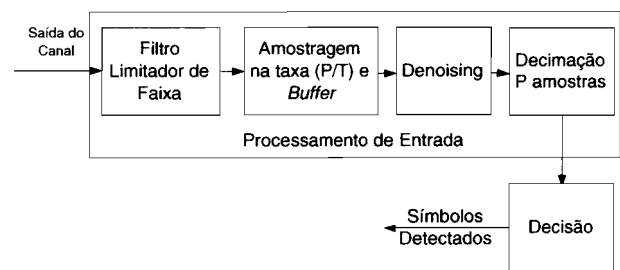 Saída do
Canal
Filtro
Limitador de
Faixa
Amostragem
na taxa (P/T) e
Buffer
Denoising
Decimação
P amostras
Processamento de Entrada
Símbolos
Detectados
Decisão